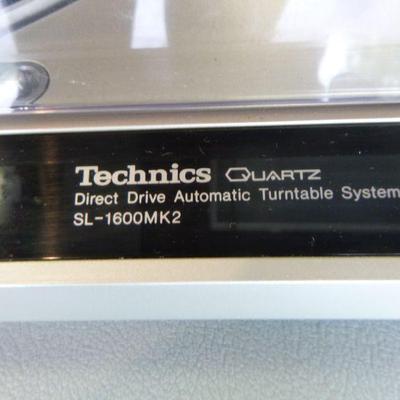 Technics QUARTZ
Direct Drive Automatic Turntable System
SL-1600MK2